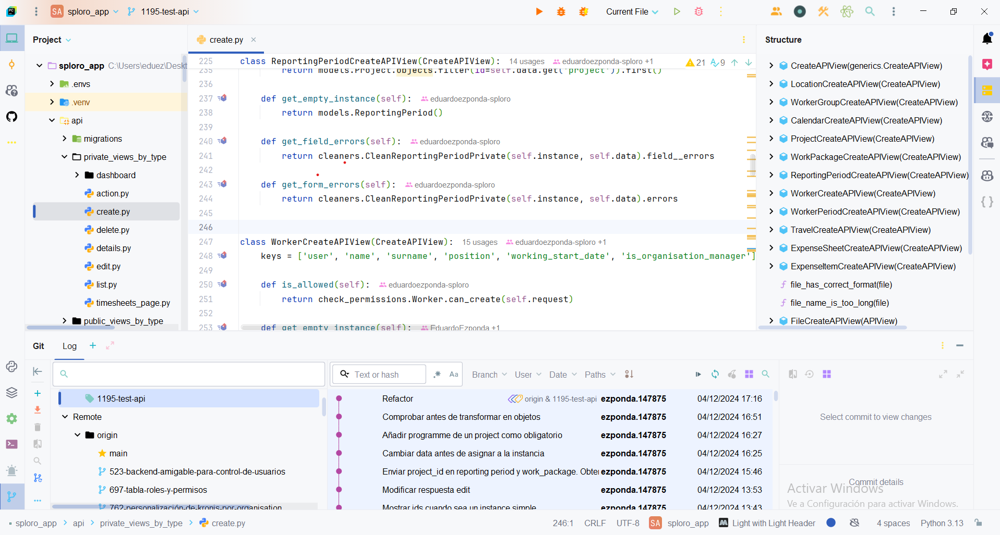 SA sploro_app 1195-test-api Current File
Project
create.py
Structure
sploro_app C:\Users\eduez\Deskt
.envs
.venv
api
migrations
private_views_by_type
dashboard
action.py
create.py
delete.py
details.py
edit.py
list.py
timesheets_page.py
public_views_by_type
225 class ReportingPeriodCreateAPIView(CreateAPIView): 14 usages eduardoezponda-sploro +1 21 9
235 return models.Project.objects.filter(id=self.data.get('project')).first()
236
237 def get_empty_instance(self): eduardoezponda-sploro
238 return models.ReportingPeriod()
239
240 def get_field_errors(self): eduardoezponda-sploro
241 return cleaners.CleanReportingPeriodPrivate(self.instance, self.data).field__errors
242
243 def get_form_errors(self): eduardoezponda-sploro
244 return cleaners.CleanReportingPeriodPrivate(self.instance, self.data).errors
245
246
247 class WorkerCreateAPIView(CreateAPIView): 15 usages eduardoezponda-sploro +1
248 keys = ['user', 'name', 'surname', 'position', 'working_start_date', 'is_organisation_manager']
249
250 def is_allowed(self): eduardoezponda-sploro
251 return check_permissions.Worker.can_create(self.request)
252
253 def get_empty_instance(self): EduardoEzponda +1
CreateAPIView(generics.CreateAPIView)
LocationCreateAPIView(CreateAPIView)
WorkerGroupCreateAPIView(CreateAPIView)
CalendarCreateAPIView(CreateAPIView)
ProjectCreateAPIView(CreateAPIView)
WorkPackageCreateAPIView(CreateAPIView)
ReportingPeriodCreateAPIView(CreateAPIView)
WorkerCreateAPIView(CreateAPIView)
WorkerPeriodCreateAPIView(CreateAPIView)
TravelCreateAPIView(CreateAPIView)
ExpenseSheetCreateAPIView(CreateAPIView)
ExpenseItemCreateAPIView(CreateAPIView)
file_has_correct_format(file)
file_name_is_too_long(file)
FileCreateAPIView(APIView)
Git Log
Text or hash .* Aa Branch User Date Paths
1195-test-api
Remote
origin
main
523-backend-amigable-para-control-de-usuarios
697-tabla-roles-y-permisos
762-personalización-de-kronis-por-organisation
Refactor origin & 1195-test-api ezponda.147875 04/12/2024 17:16
Comprobar antes de transformar en objetos ezponda.147875 04/12/2024 16:51
Añadir programme de un project como obligatorio ezponda.147875 04/12/2024 16:27
Cambiar data antes de asignar a la instancia ezponda.147875 04/12/2024 16:25
Enviar project_id en reporting period y work_package. Obte ezponda.147875 04/12/2024 15:46
Modificar respuesta edit ezponda.147875 04/12/2024 13:53
Mostrar ids cuando sea un instance simple ezponda.147875 04/12/2024 13:43
Select commit to view changes
Commit details
Activar Windows
Ve a Configuración para activar Windows.
sploro_app api private_views_by_type create.py 246:1 CRLF UTF-8 SA sploro_app Light with Light Header 4 spaces Python 3.13